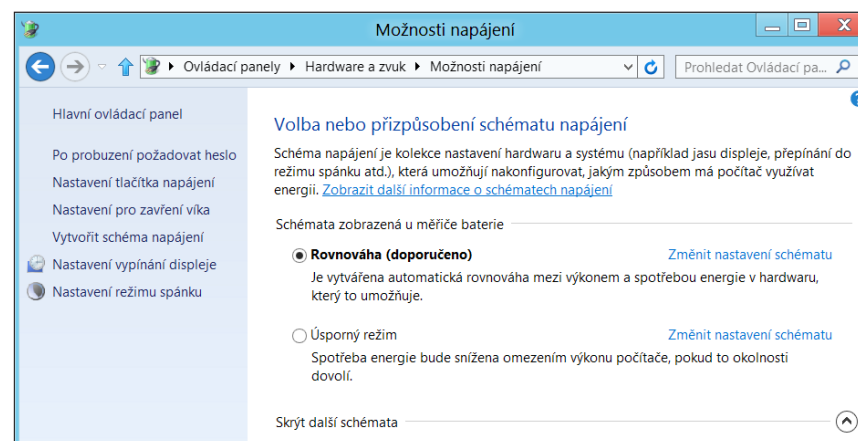 Možnosti napájení
Ovládací panely ▸ Hardware a zvuk ▸ Možnosti napájení
Prohledat Ovládací pa...
Hlavní ovládací panel
Po probuzení požadovat heslo
Nastavení tlačítka napájení
Nastavení pro zavření víka
Vytvořit schéma napájení
Nastavení vypínání displeje
Nastavení režimu spánku
Volba nebo přizpůsobení schématu napájení
Schéma napájení je kolekce nastavení hardwaru a systému (například jasu displeje, přepínání do
režimu spánku atd.), která umožňují nakonfigurovat, jakým způsobem má počítač využívat
energii. Zobrazit další informace o schématech napájení
Schémata zobrazená u měřiče baterie
Rovnováha (doporučeno) Změnit nastavení schématu
Je vytvářena automatická rovnováha mezi výkonem a spotřebou energie v hardwaru,
který to umožňuje.
Úsporný režim Změnit nastavení schématu
Spotřeba energie bude snížena omezením výkonu počítače, pokud to okolnosti
dovolí.
Skrýt další schémata